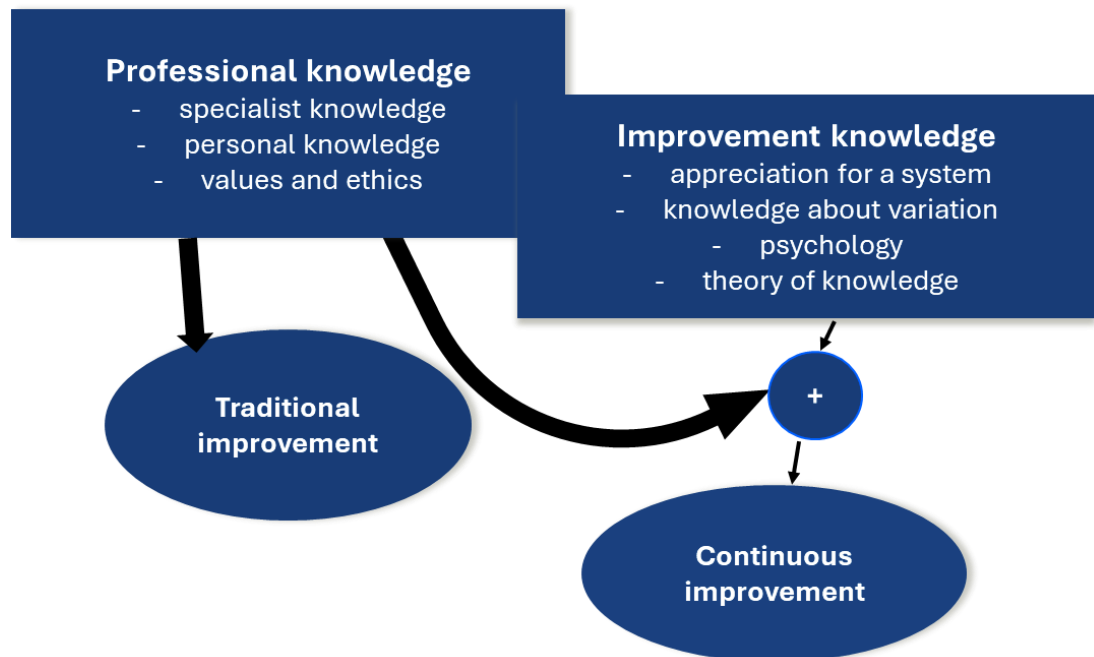 Professional knowledge
- specialist knowledge
- personal knowledge
- values and ethics
Improvement knowledge
- appreciation for a system
- knowledge about variation
- psychology
- theory of knowledge
Traditional
improvement
+
Continuous
improvement